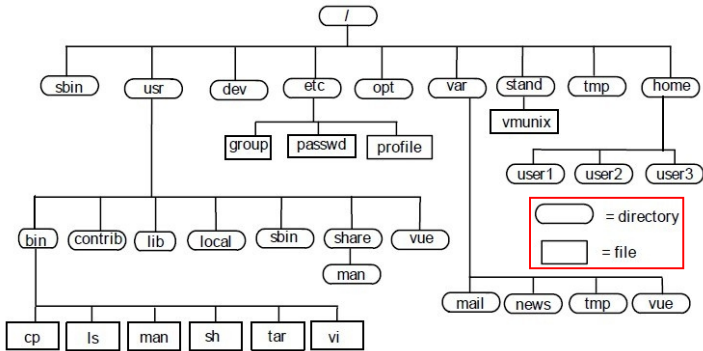 /
sbin usr dev etc opt var stand tmp home
group passwd profile vmunix
user1 user2 user3
bin contrib lib local sbin share vue
man
= directory
= file
mail news tmp vue
cp ls man sh tar vi